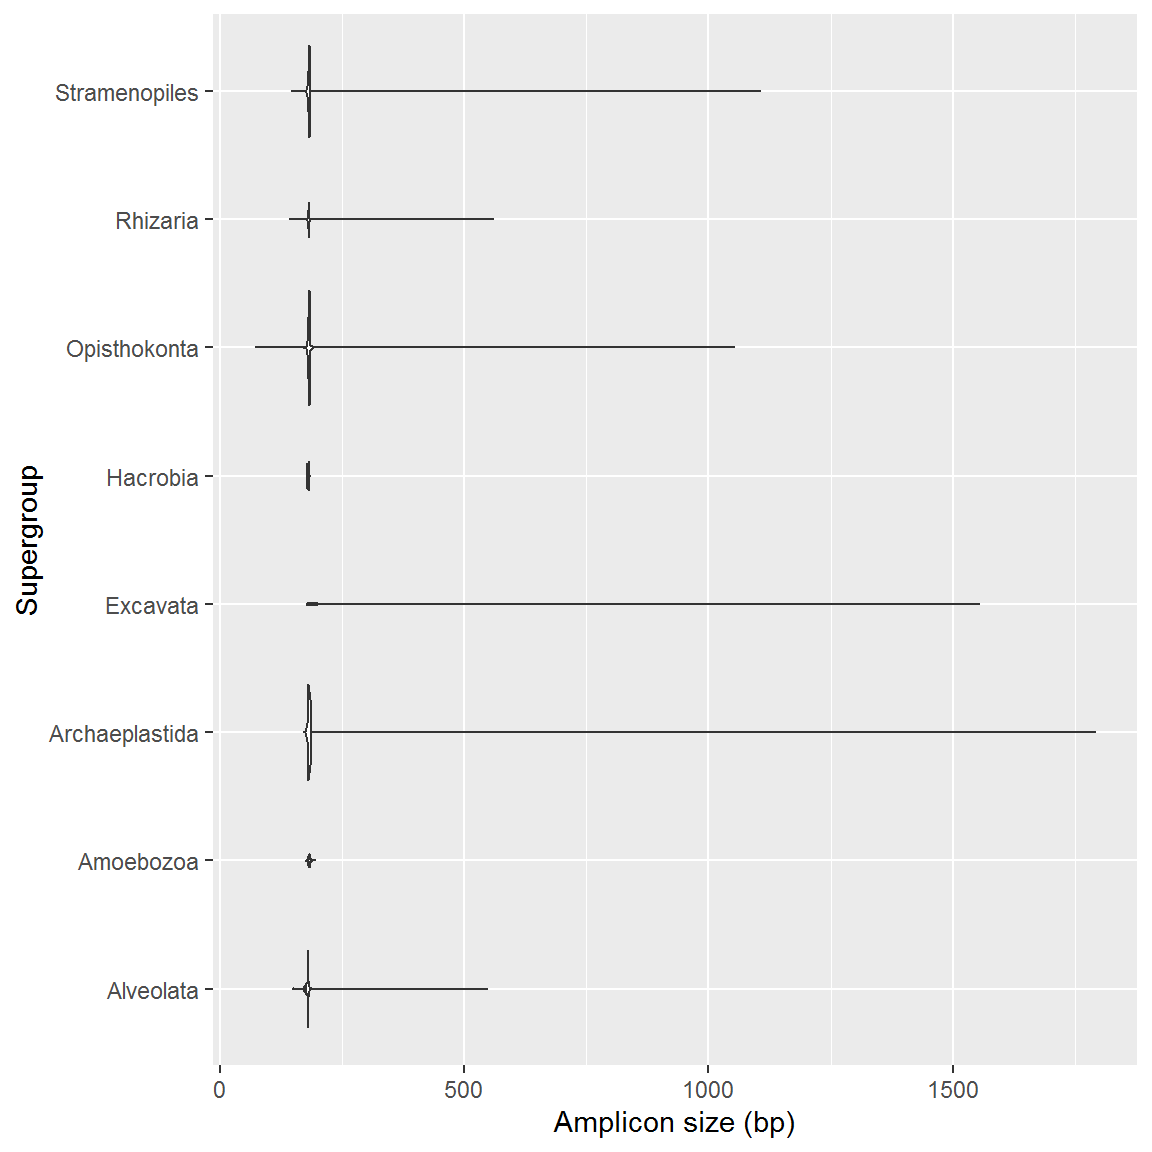 Stramenopiles
Rhizaria
Opisthokonta
Hacrobia
Excavata
Archaeplastida
Amoebozoa
Alveolata
Supergroup
0 500 1000 1500
Amplicon size (bp)